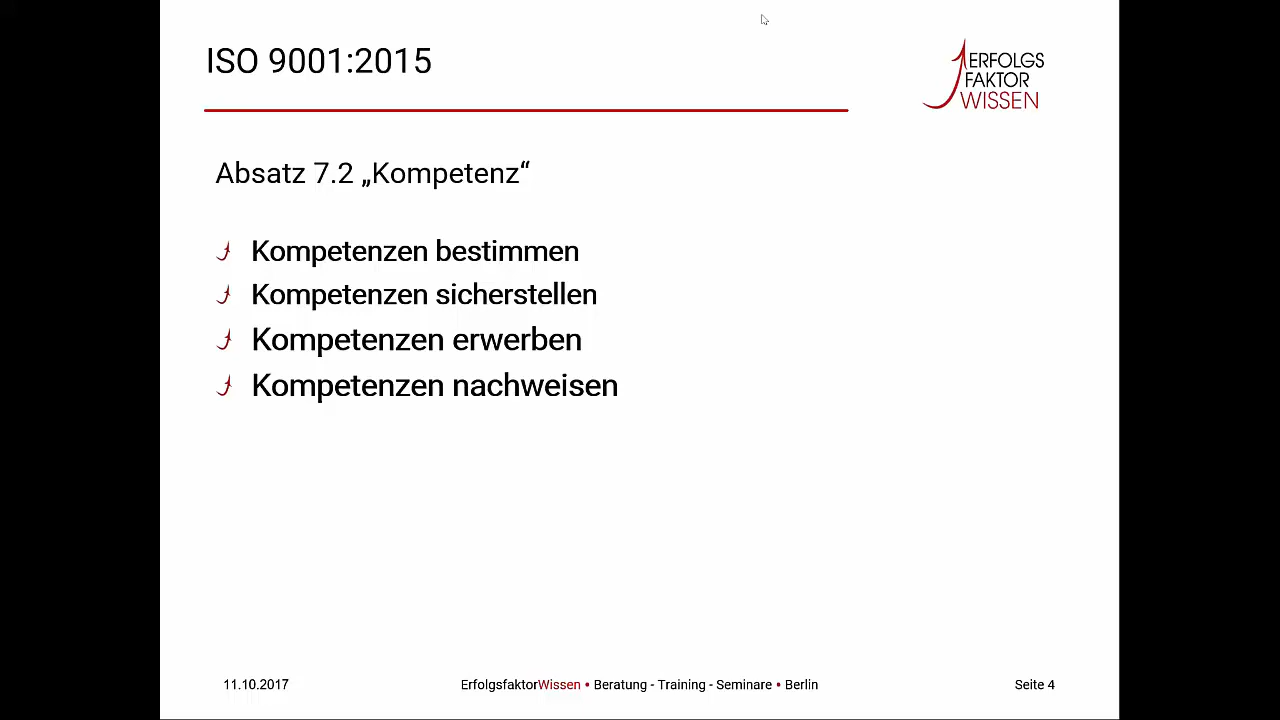 ISO 9001:2015
ERFOLGS
FAKTOR
WISSEN
Absatz 7.2 „Kompetenz“
Kompetenzen bestimmen
Kompetenzen sicherstellen
Kompetenzen erwerben
Kompetenzen nachweisen
11.10.2017
ErfolgsfaktorWissen • Beratung - Training - Seminare • Berlin
Seite 4